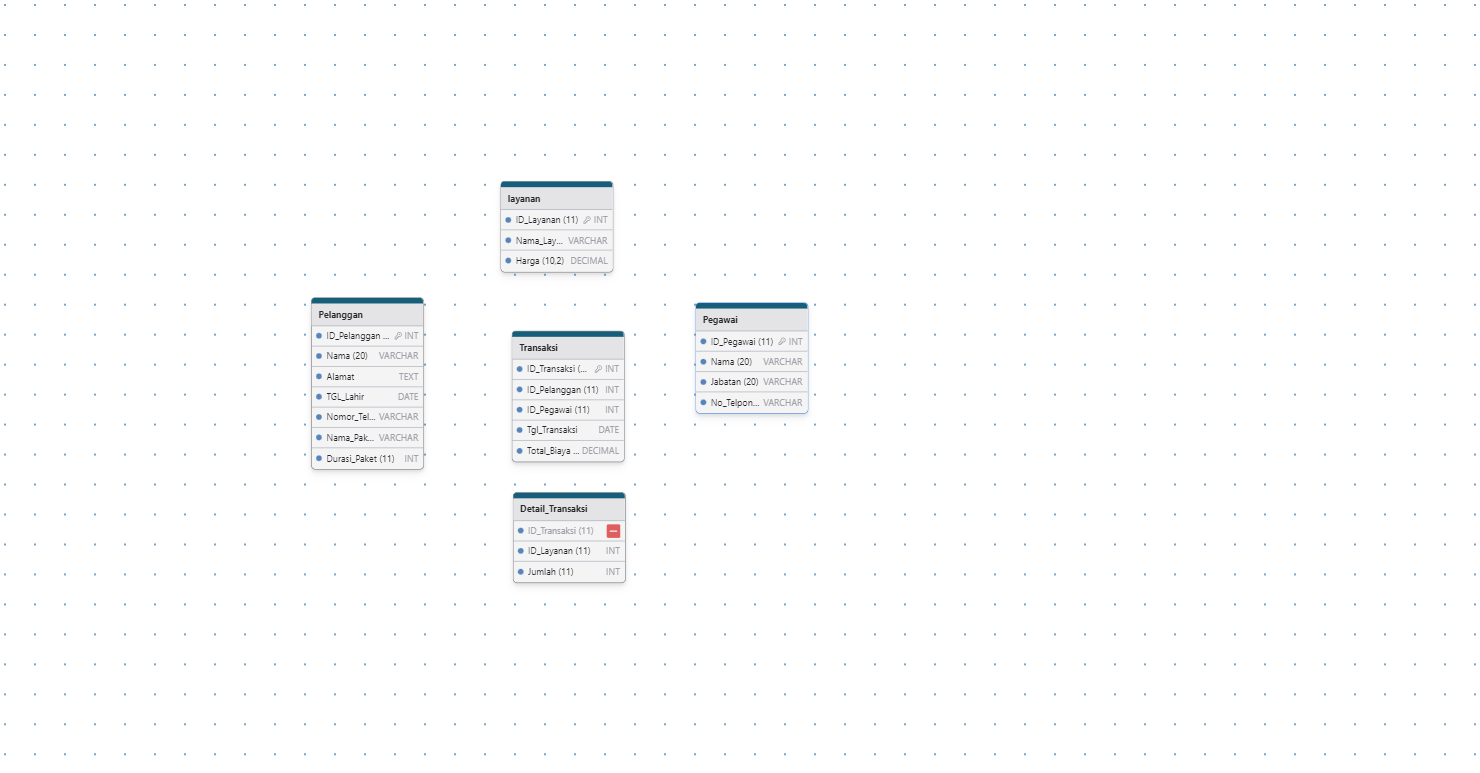 layanan
ID_Layanan (11) INT
Nama_Lay... VARCHAR
Harga (10,2) DECIMAL
Pelanggan
ID_Pelanggan ... INT
Nama (20) VARCHAR
Alamat TEXT
TGL_Lahir DATE
Nomor_Tel... VARCHAR
Nama_Pak... VARCHAR
Durasi_Paket (11) INT
Transaksi
ID_Transaksi (... INT
ID_Pelanggan (11) INT
ID_Pegawai (11) INT
Tgl_Transaksi DATE
Total_Biaya ... DECIMAL
Pegawai
ID_Pegawai (11) INT
Nama (20) VARCHAR
Jabatan (20) VARCHAR
No_Telpon... VARCHAR
Detail_Transaksi
ID_Transaksi (11)
ID_Layanan (11) INT
Jumlah (11) INT